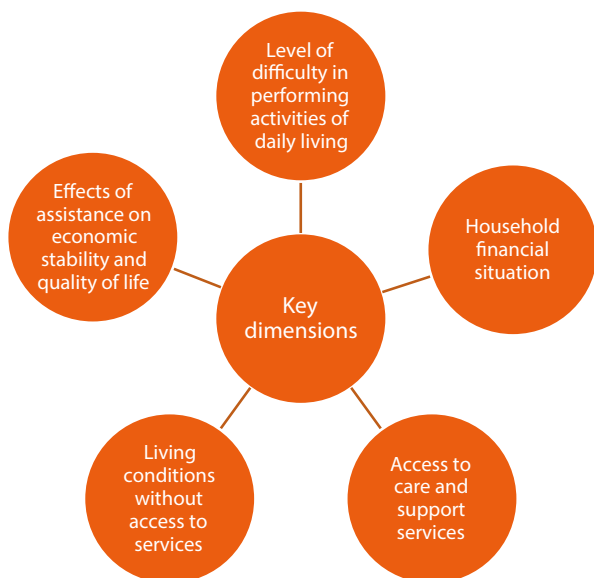 Level of
difficulty in
performing
activities of
daily living
Effects of
assistance on
economic
stability and
quality of life
Household
financial
situation
Key
dimensions
Living
conditions
without
access to
services
Access to
care and
support
services